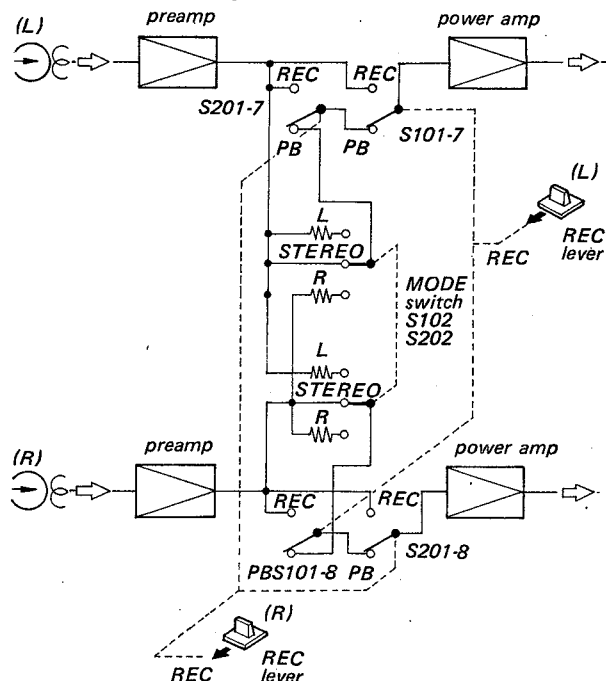 (L)
preamp
power amp
REC
REC
S201-7
S101-7
PB
PB
(L)
REC
lever
REC
L
STEREO
R
MODE
switch
S102
S202
L
STEREO
R
(R)
preamp
power amp
REC
REC
S201-8
PBS101-8
PB
(R)
REC
REC
lever